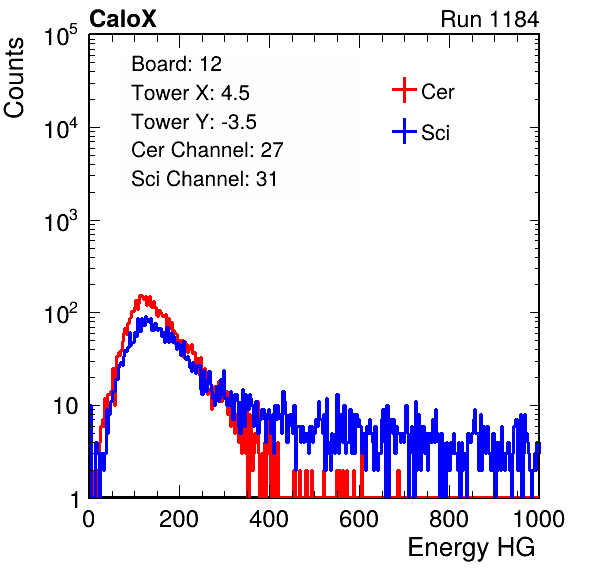 CaloX Run 1184
Counts
10^5
10^4
10^3
10^2
10
1
Board: 12
Tower X: 4.5
Tower Y: -3.5
Cer Channel: 27
Sci Channel: 31
Cer
Sci
0 200 400 600 800 1000
Energy HG